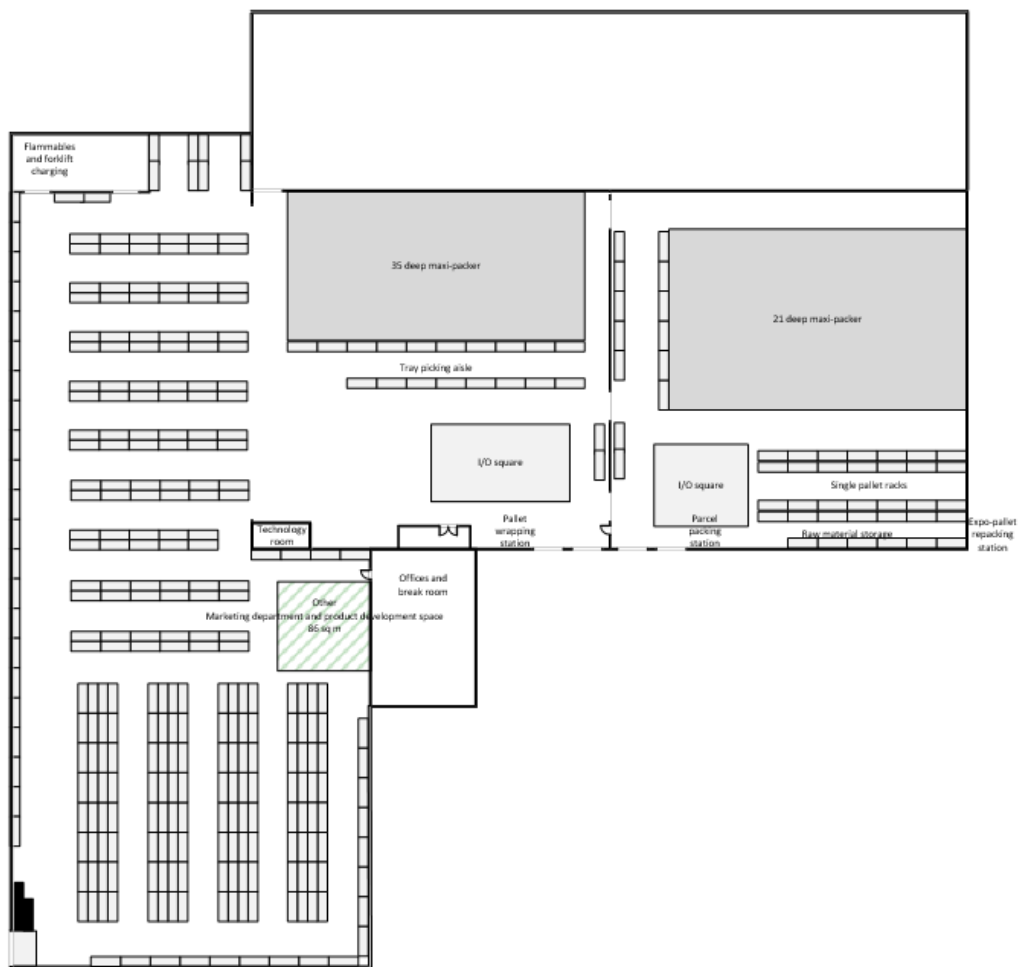 Flammables
and forklift
charging
35 deep maxi-packer
21 deep maxi-packer
Tray picking aisle
I/O square
I/O square
Single pallet racks
Pallet
wrapping
station
Parcel
packing
station
Raw material storage
Expo-pallet
repacking
station
Technology
room
Offices and
break room
Other
Marketing department and product development space
86 sq m